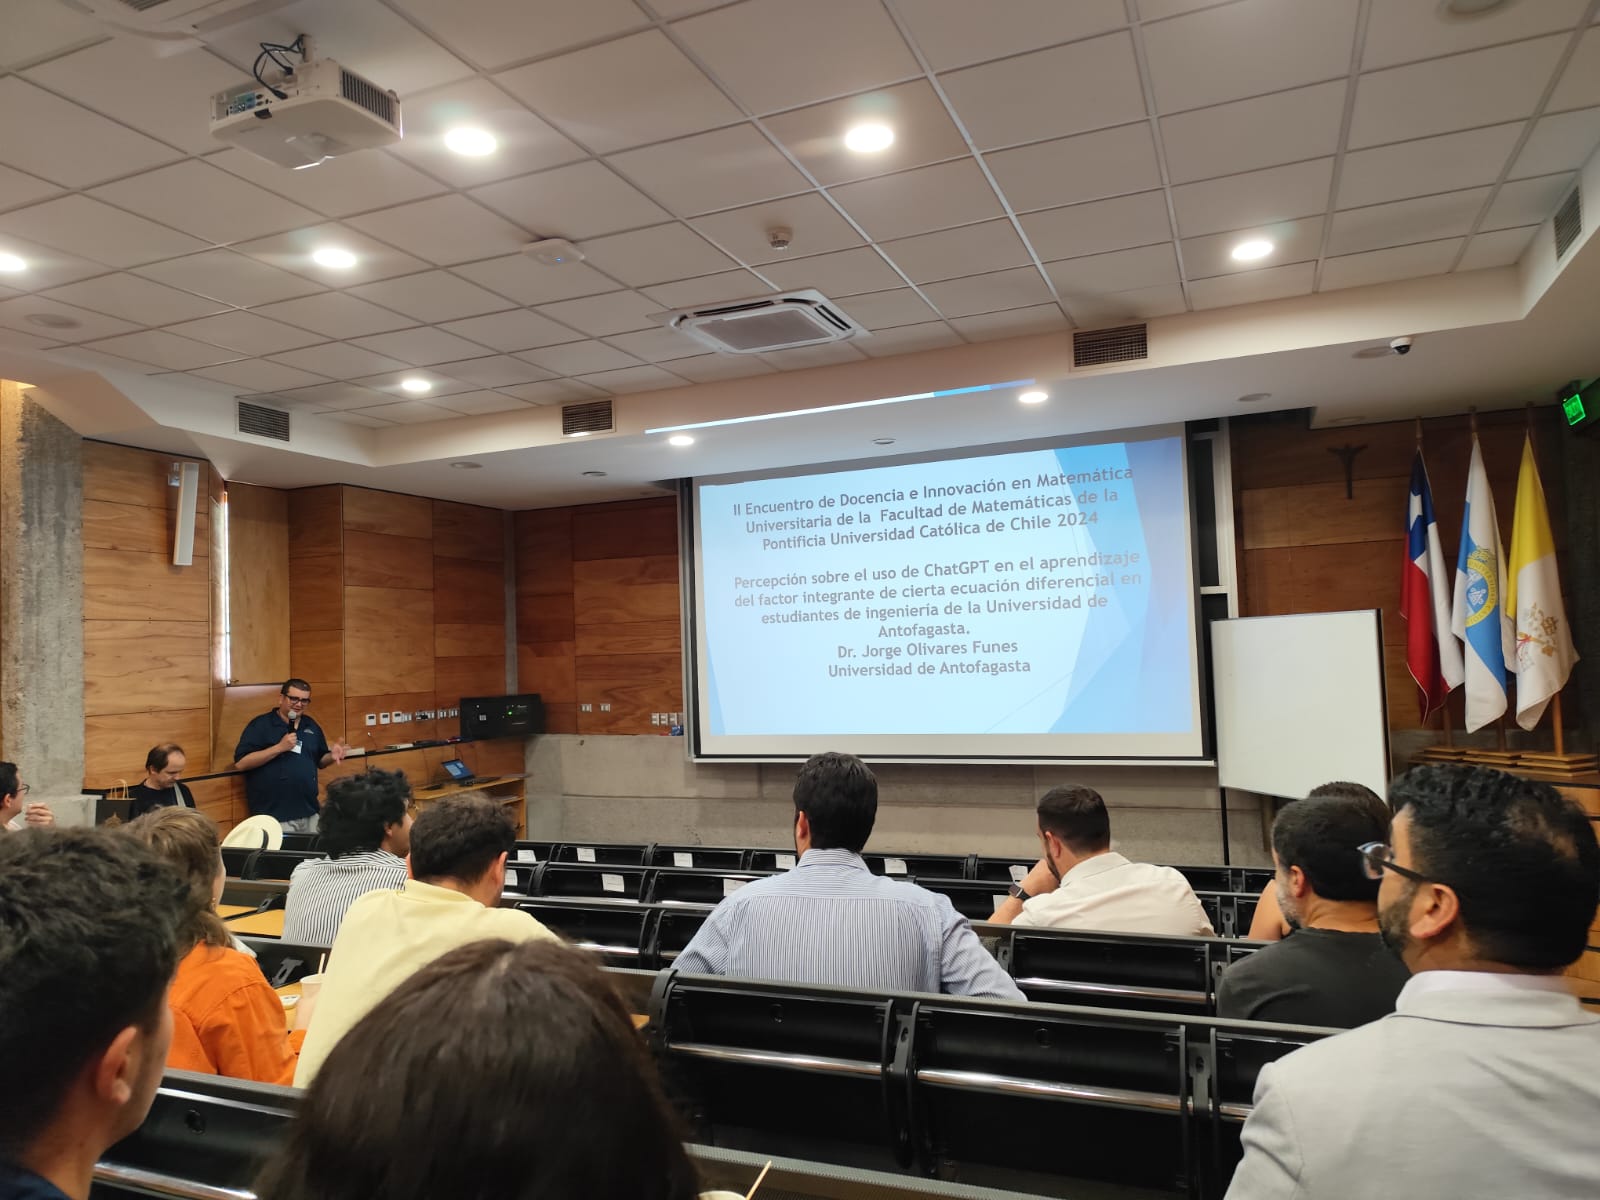 II Encuentro de Docencia e Innovación en Matemática
Universitaria de la Facultad de Matemáticas de la
Pontificia Universidad Católica de Chile 2024
Percepción sobre el uso de ChatGPT en el aprendizaje
del factor integrante de cierta ecuación diferencial en
estudiantes de ingeniería de la Universidad de
Antofagasta.
Dr. Jorge Olivares Funes
Universidad de Antofagasta